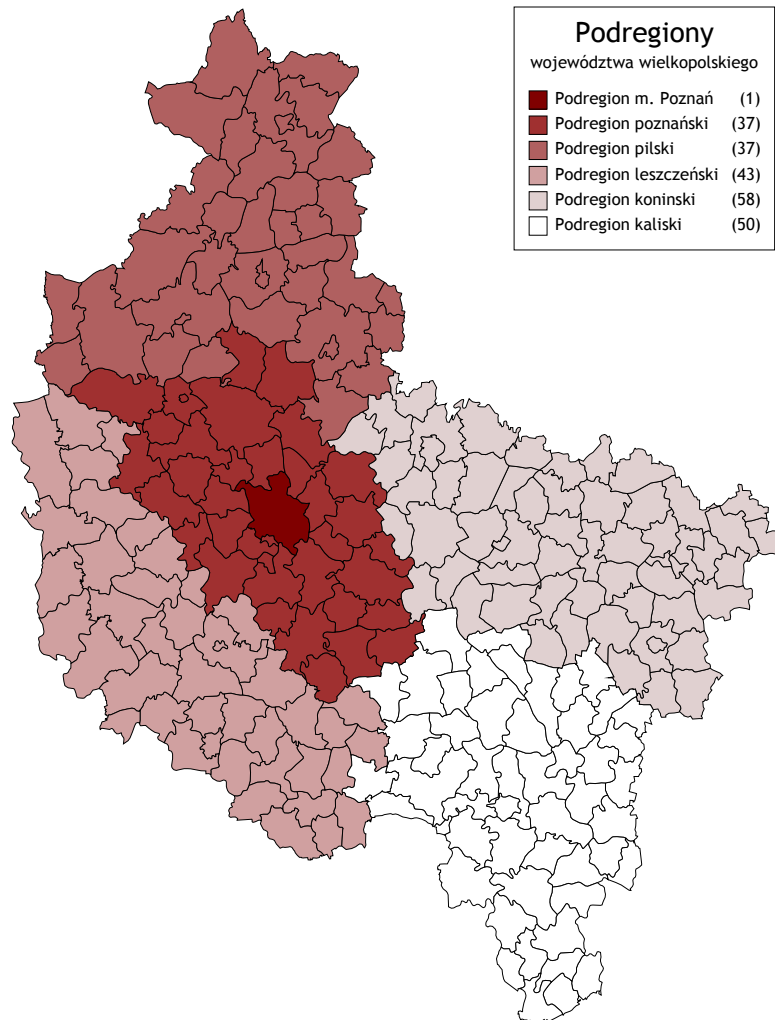 Podregiony
województwa wielkopolskiego
Podregion m. Poznań (1)
Podregion poznański (37)
Podregion pilski (37)
Podregion leszczeński (43)
Podregion koninski (58)
Podregion kaliski (50)